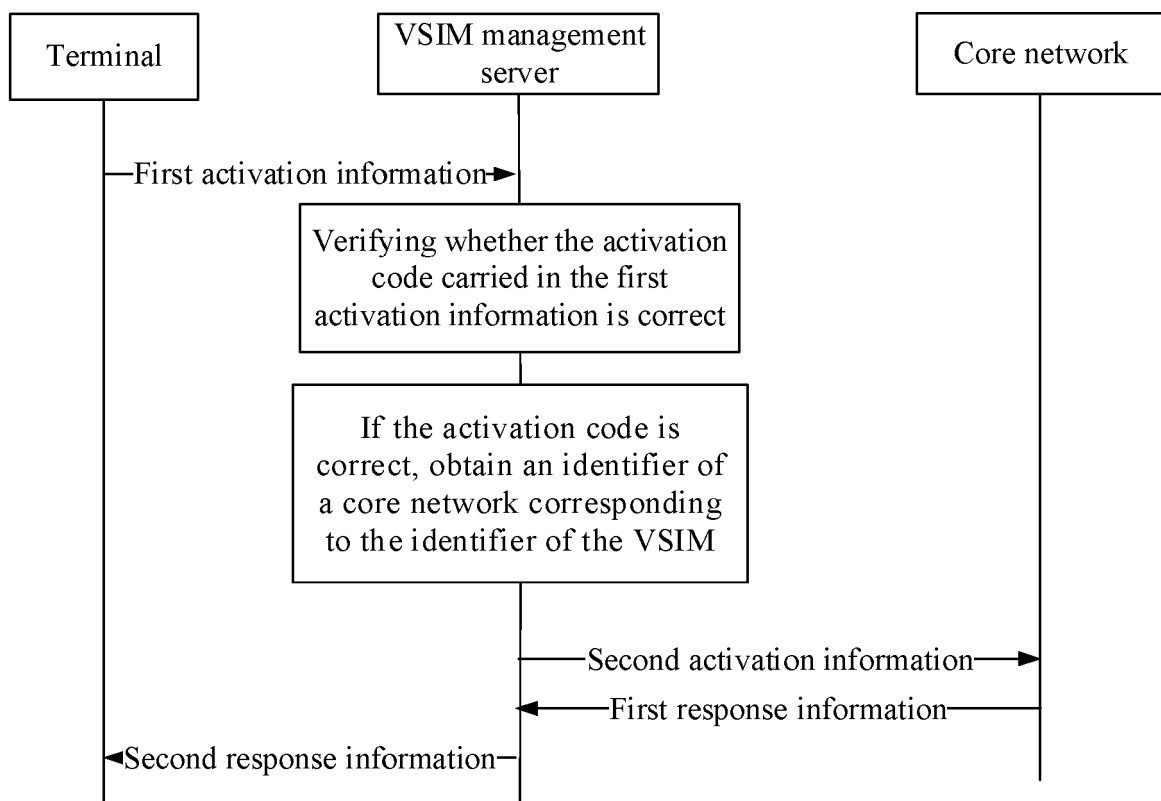 Terminal
VSIM management
server
Core network
First activation information
Verifying whether the activation
code carried in the first
activation information is correct
If the activation code is
correct, obtain an identifier of
a core network corresponding
to the identifier of the VSIM
Second activation information
First response information
Second response information